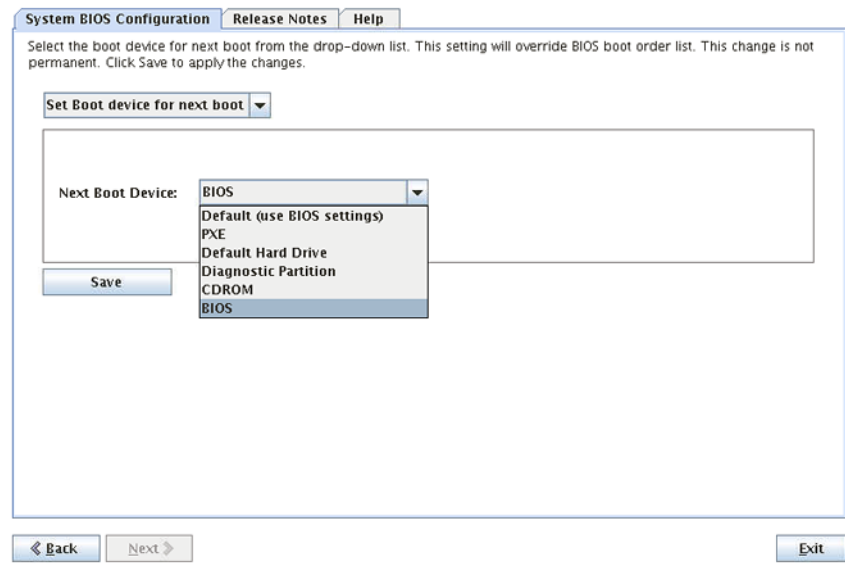 System BIOS Configuration Release Notes Help
Select the boot device for next boot from the drop-down list. This setting will override BIOS boot order list. This change is not
permanent. Click Save to apply the changes.
Set Boot device for next boot
Next Boot Device: BIOS
Default (use BIOS settings)
PXE
Default Hard Drive
Diagnostic Partition
CDROM
BIOS
Save
Back Next Exit